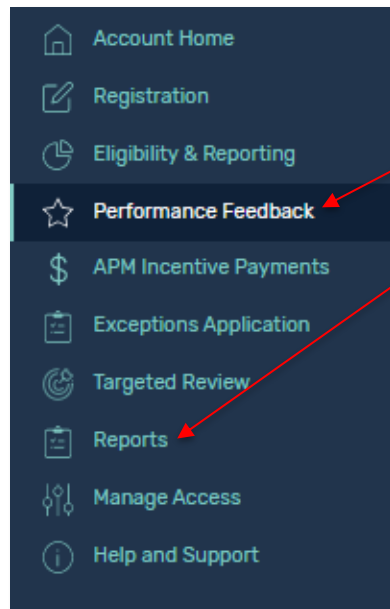 Account Home
Registration
Eligibility & Reporting
Performance Feedback
APM Incentive Payments
Exceptions Application
Targeted Review
Reports
Manage Access
Help and Support